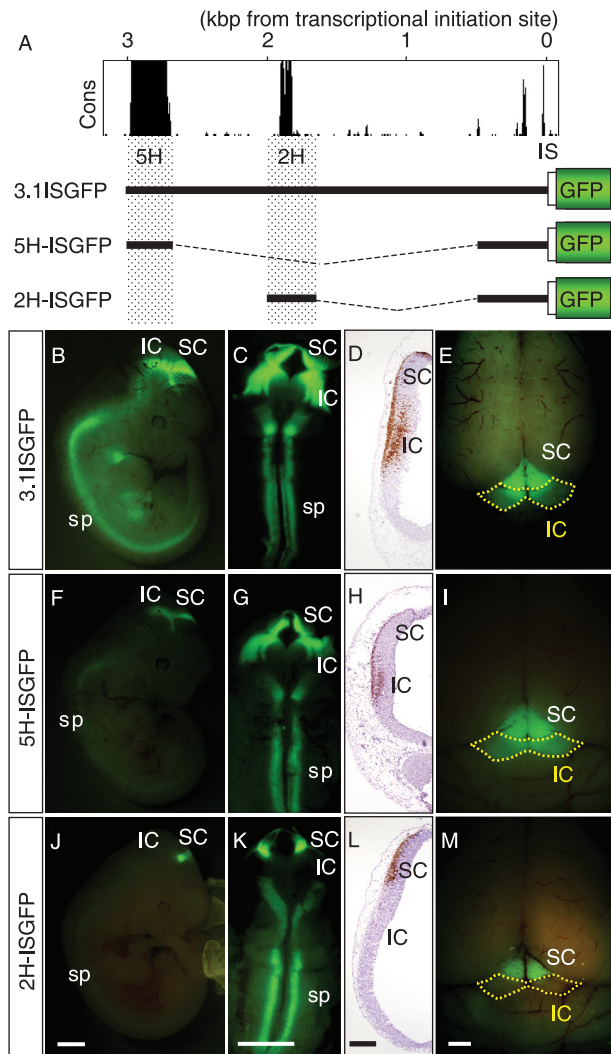 (kbp from transcriptional initiation site)
A 3 2 1 0
Cons
5H 2H IS
3.1ISGFP GFP
5H-ISGFP GFP
2H-ISGFP GFP
3.1ISGFP
B IC SC sp
C SC IC sp
D SC IC
E SC IC
5H-ISGFP
F IC SC sp
G SC IC sp
H SC IC
I SC IC
2H-ISGFP
J IC SC sp
K SC IC sp
L SC IC
M SC IC